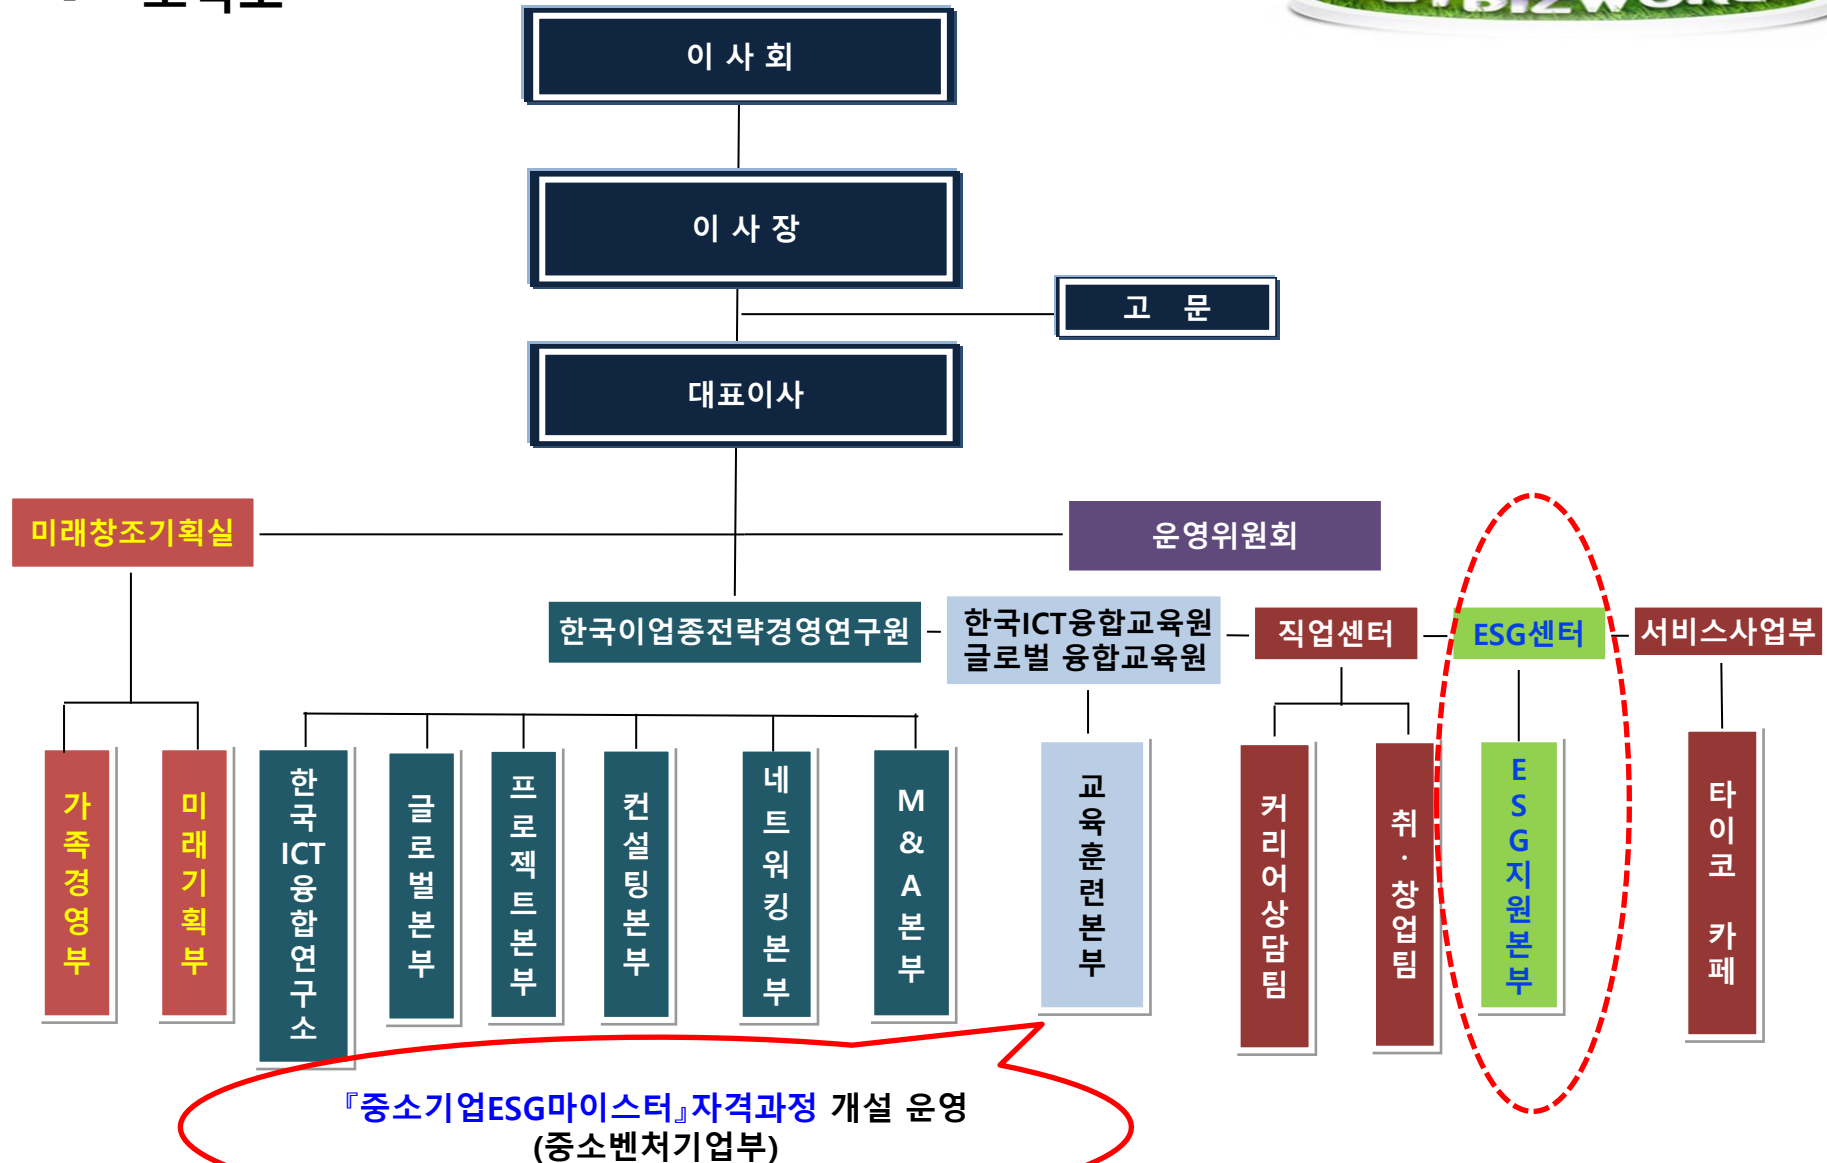 조직도
BIZWORLD
이 사 회
이 사 장
고 문
대표이사
미래창조기획실
운영위원회
한국이업종전략경영연구원
한국ICT융합교육원
글로벌 융합교육원
직업센터
ESG센터
서비스사업부
가족경영부
미래기획부
한국ICT융합연구소
글로벌본부
프로젝트본부
컨설팅본부
네트워킹본부
M&A본부
교육훈련본부
커리어상담팀
취·창업팀
ESG지원본부
타이코 카페
『중소기업ESG마이스터』자격과정 개설 운영
(중소벤처기업부)